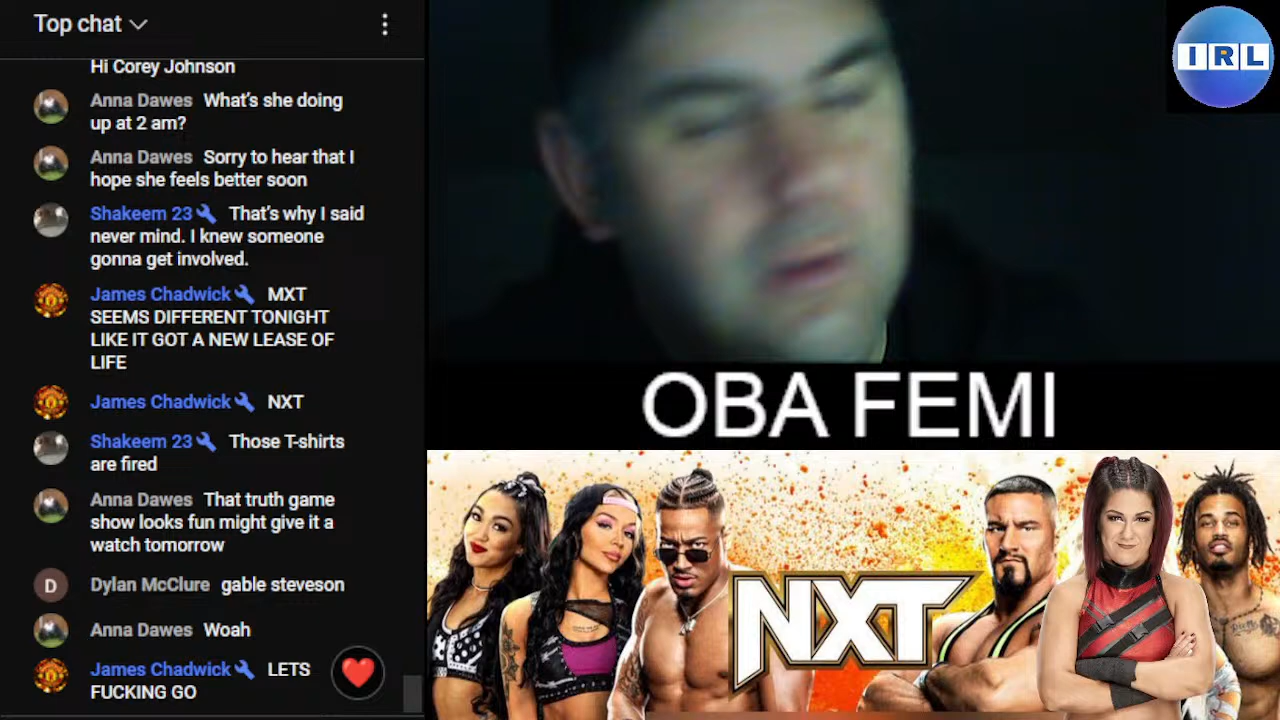 Top chat
Hi Corey Johnson
Anna Dawes What's she doing
up at 2 am?
Anna Dawes Sorry to hear that I
hope she feels better soon
Shakeem 23 That's why I said
never mind. I knew someone
gonna get involved.
James Chadwick MXT
SEEMS DIFFERENT TONIGHT
LIKE IT GOT A NEW LEASE OF
LIFE
James Chadwick NXT
Shakeem 23 Those T-shirts
are fired
Anna Dawes That truth game
show looks fun might give it a
watch tomorrow
D Dylan McClure gable steveson
Anna Dawes Woah
James Chadwick LETS
FUCKING GO
IRL
OBA FEMI
NXT